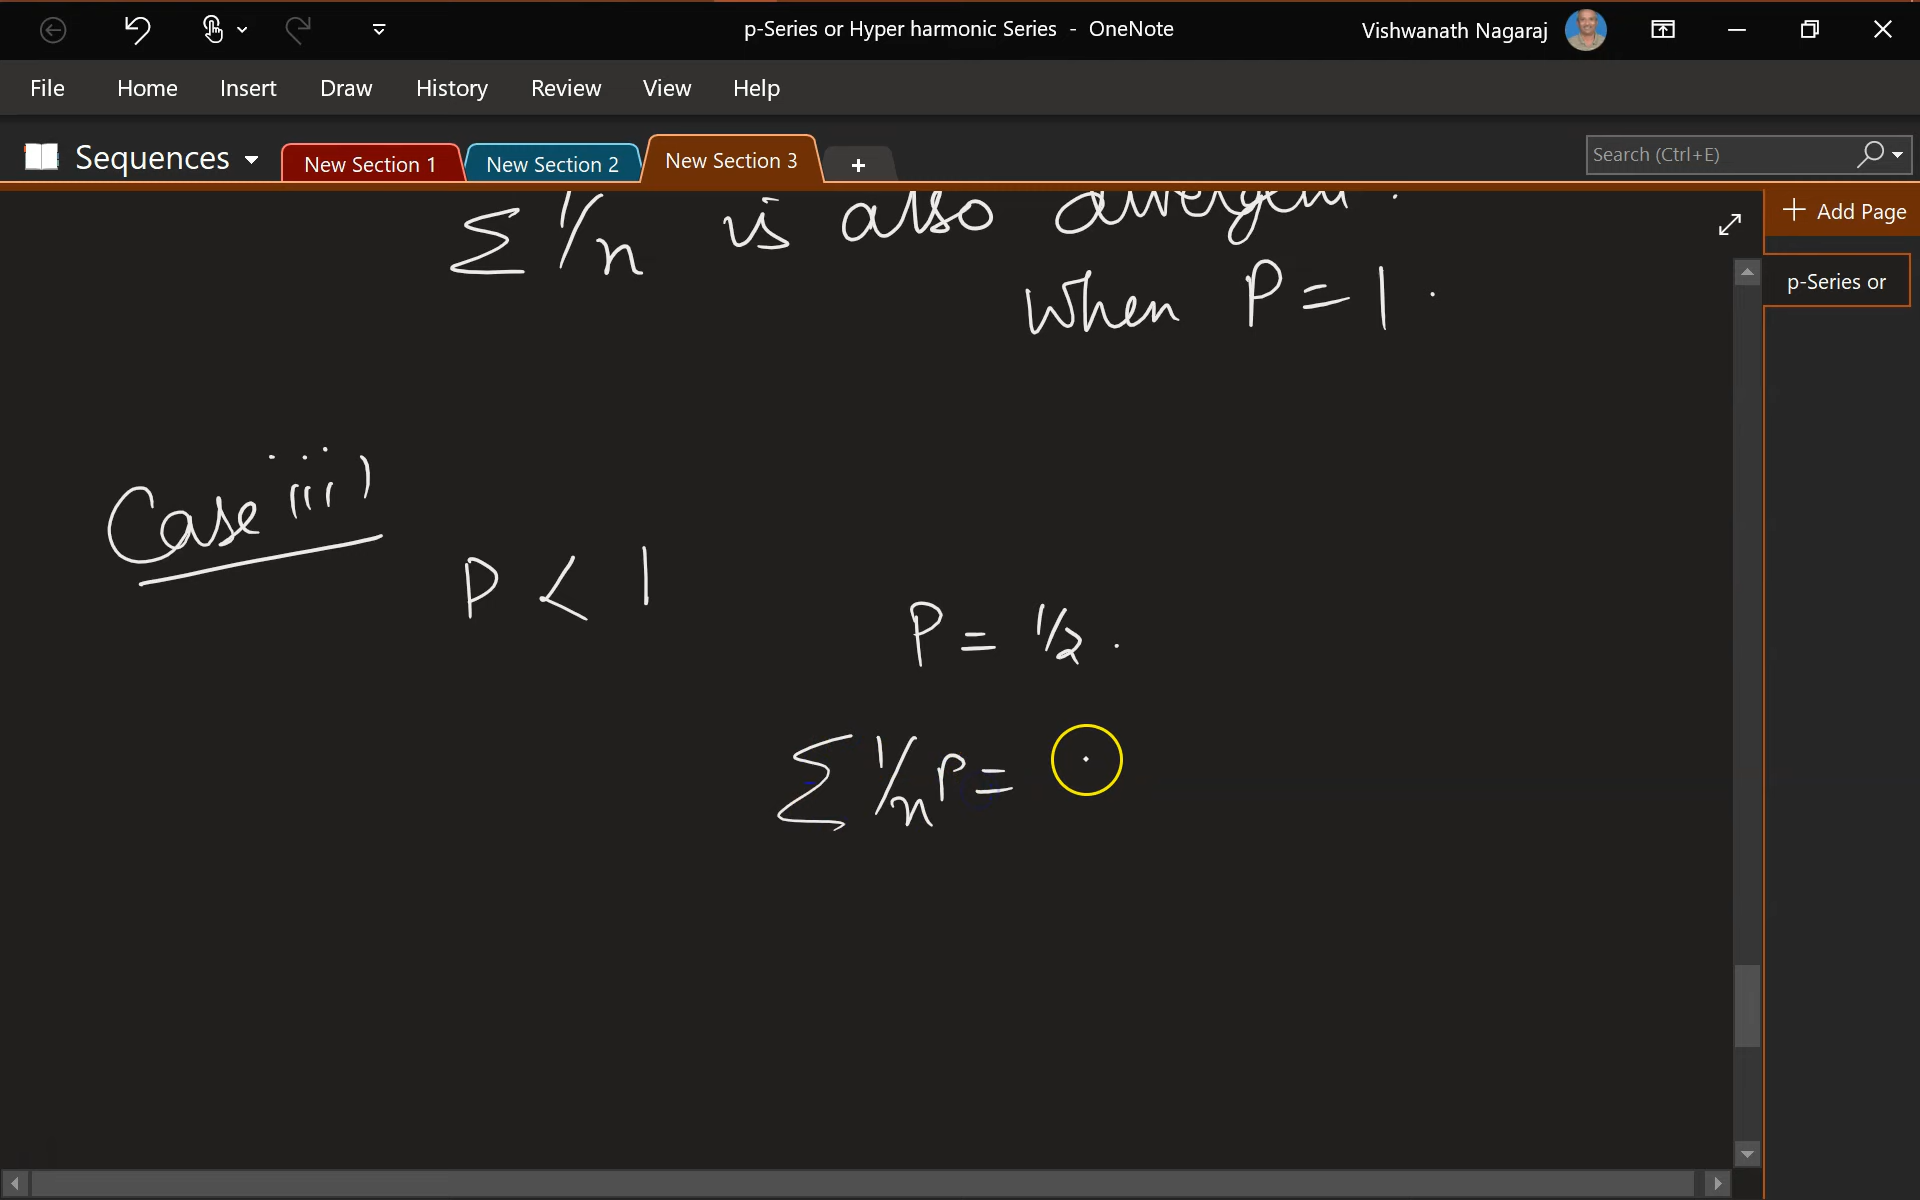 p-Series or Hyper harmonic Series - OneNote
Vishwanath Nagaraj
File Home Insert Draw History Review View Help
Sequences
New Section 1
New Section 2
New Section 3
+
Search (Ctrl+E)
+ Add Page
p-Series or
Σ 1/n is also divergent.
when P = 1.
Case iii)
P < 1
P = 1/2.
Σ 1/n^P =